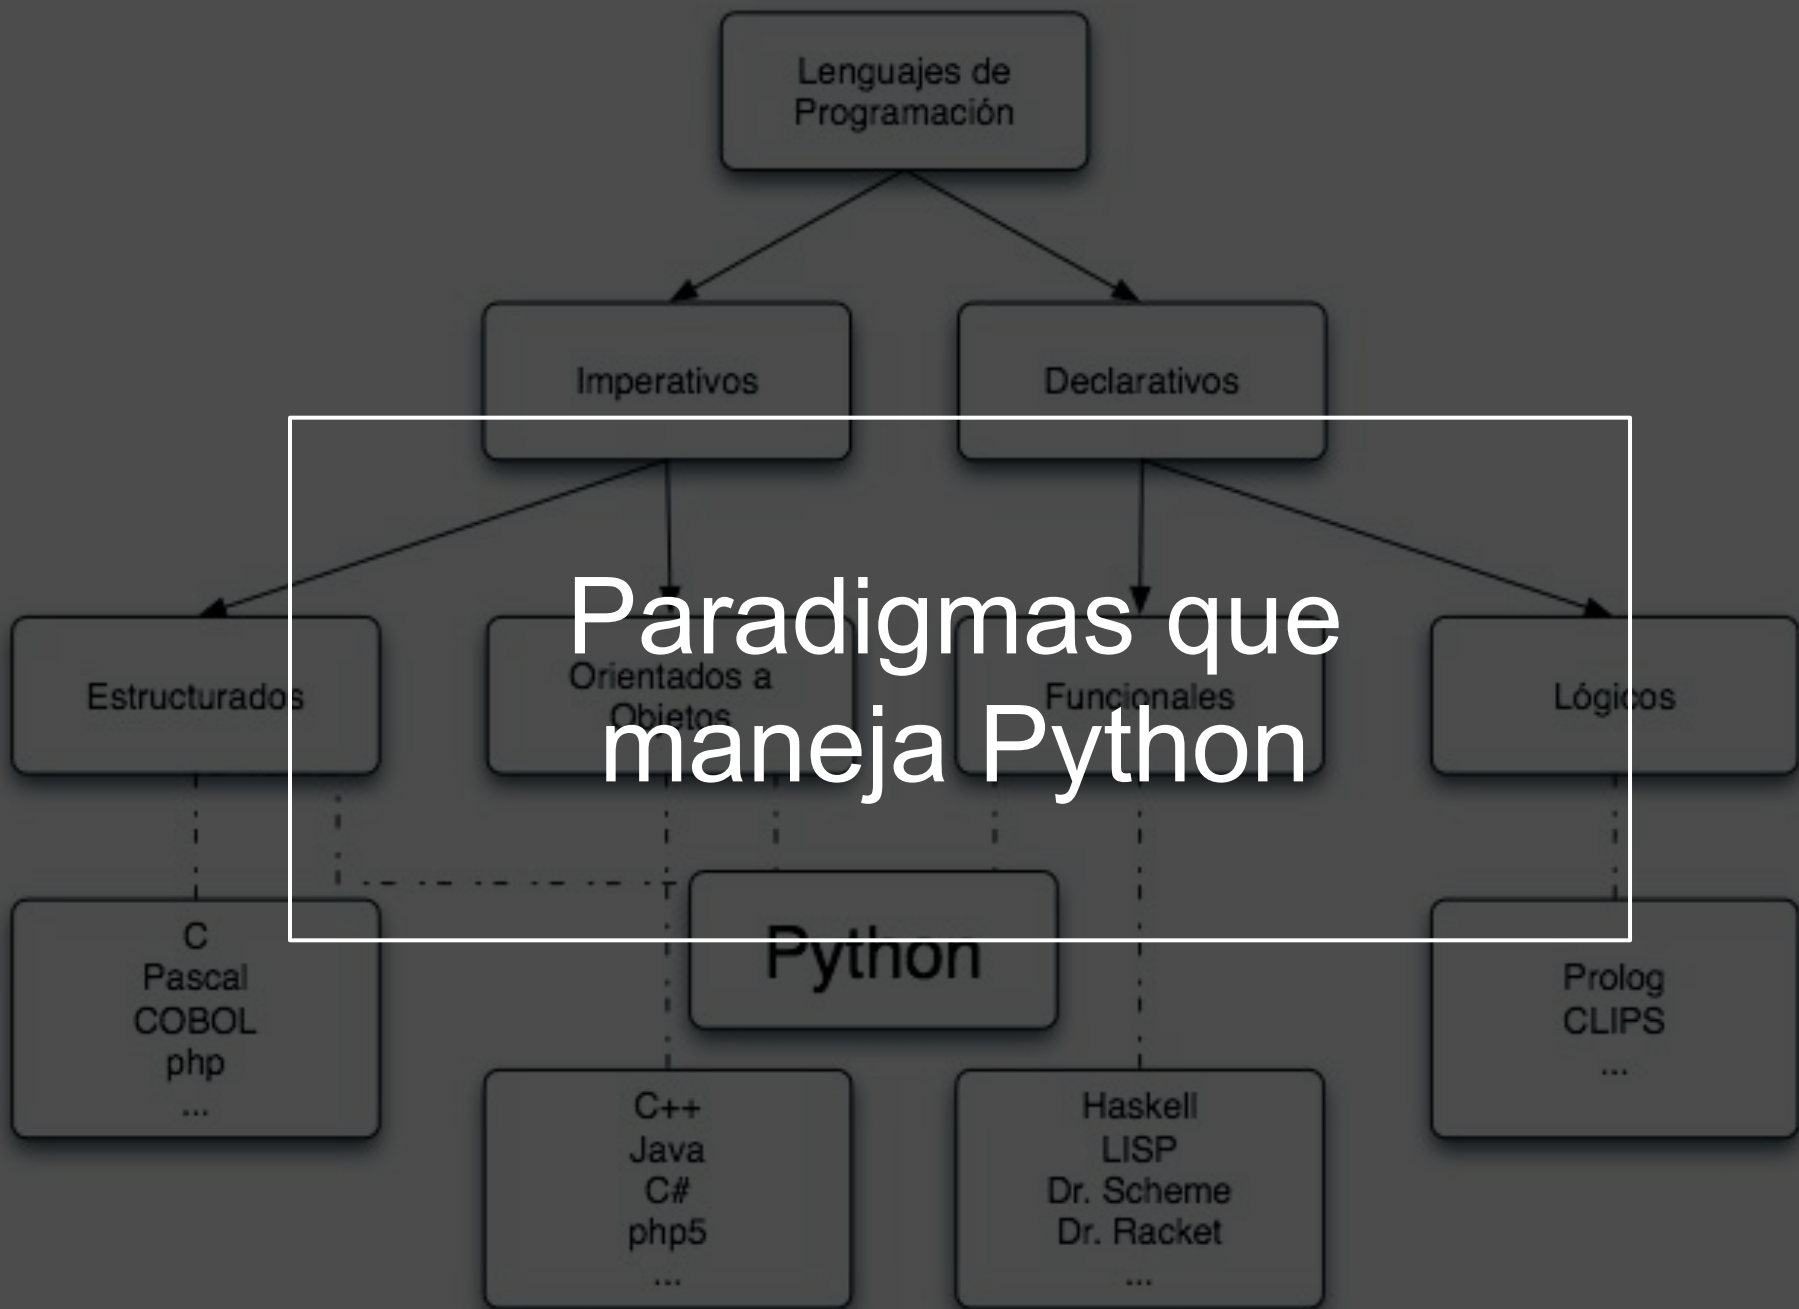 Lenguajes de
Programación
Imperativos
Declarativos
Paradigmas que
maneja Python
Estructurados
Orientados a
Objetos
Funcionales
Lógicos
C
Pascal
COBOL
php
...
Python
Prolog
CLIPS
...
C++
Java
C#
php5
...
Haskell
LISP
Dr. Scheme
Dr. Racket
...